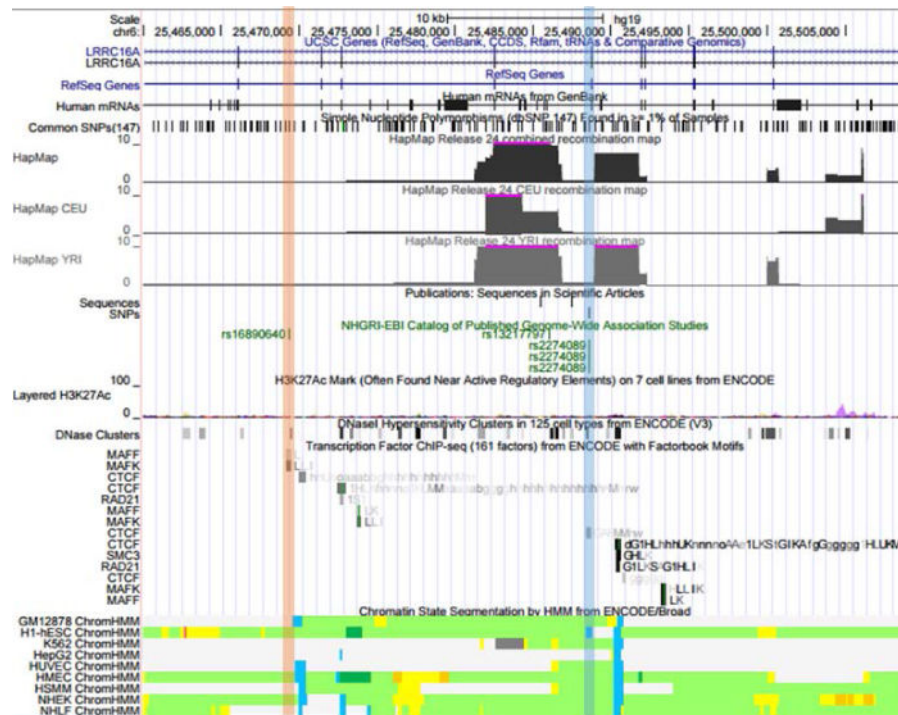 Scale 10 kb hg19
chr6: 25,465,000 25,470,000 25,475,000 25,480,000 25,485,000 25,490,000 25,495,000 25,500,000 25,505,000
UCSC Genes (RefSeq, GenBank, CCDS, Rfam, tRNAs & Comparative Genomics)
LRRC16A
LRRC16A
RefSeq Genes
RefSeq Genes
Human mRNAs from GenBank
Human mRNAs
Simple Nucleotide Polymorphisms (dbSNP 147) Found in >= 1% of Samples
Common SNPs(147)
HapMap Release 24 combined recombination map
10
HapMap
0
HapMap Release 24 CEU recombination map
10
HapMap CEU
0
HapMap Release 24 YRI recombination map
10
HapMap YRI
0
Publications: Sequences in Scientific Articles
Sequences
SNPs
NHGRI-EBI Catalog of Published Genome-Wide Association Studies
rs16890640 rs13217797
rs2274089
rs2274089
rs2274089
H3K27Ac Mark (Often Found Near Active Regulatory Elements) on 7 cell lines from ENCODE
100
Layered H3K27Ac
0
DNaseI Hypersensitivity Clusters in 125 cell types from ENCODE (V3)
DNase Clusters
Transcription Factor ChIP-seq (161 factors) from ENCODE with Factorbook Motifs
MAFF
MAFK
CTCF
CTCF
RAD21
MAFF LK
MAFK
CTCF
CTCF
SMC3
RAD21
CTCF
MAFK
MAFF LK
Chromatin State Segmentation by HMM from ENCODE/Broad
GM12878 ChromHMM
H1-hESC ChromHMM
K562 ChromHMM
HepG2 ChromHMM
HUVEC ChromHMM
HMEC ChromHMM
HSMM ChromHMM
NHEK ChromHMM
NHLF ChromHMM